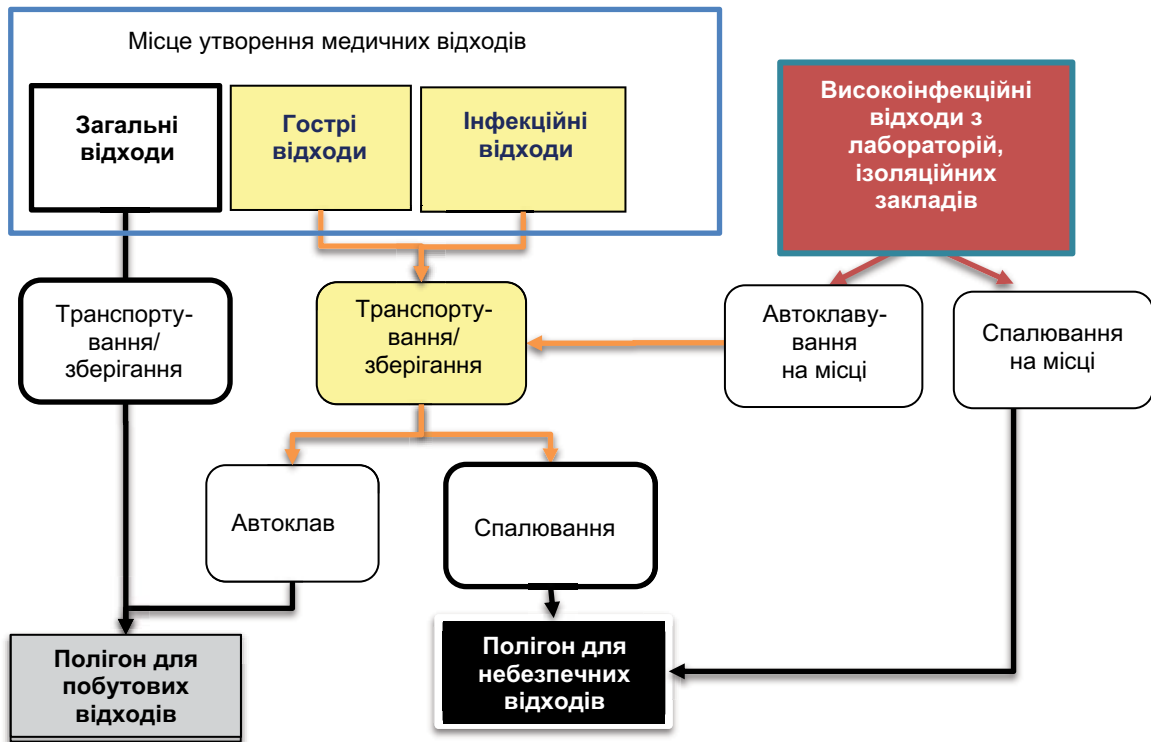 Місце утворення медичних відходів
Загальні
відходи
Гострі
відходи
Інфекційні
відходи
Високоінфекційні
відходи з
лабораторій,
ізоляційних
закладів
Транспорту-
вання/
зберігання
Транспорту-
вання/
зберігання
Автоклаву-
вання
на місці
Спалювання
на місці
Автоклав
Спалювання
Полігон для
побутових
відходів
Полігон для
небезпечних
відходів